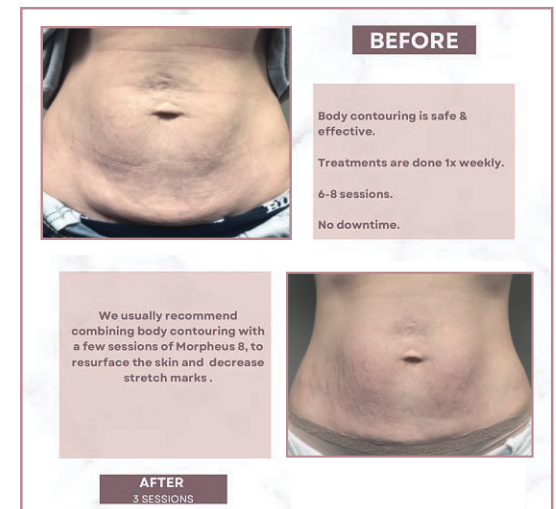 BEFORE
Body contouring is safe &
effective.
Treatments are done 1x weekly.
6-8 sessions.
No downtime.
We usually recommend
combining body contouring with
a few sessions of Morpheus 8, to
resurface the skin and decrease
stretch marks .
AFTER
3 SESSIONS